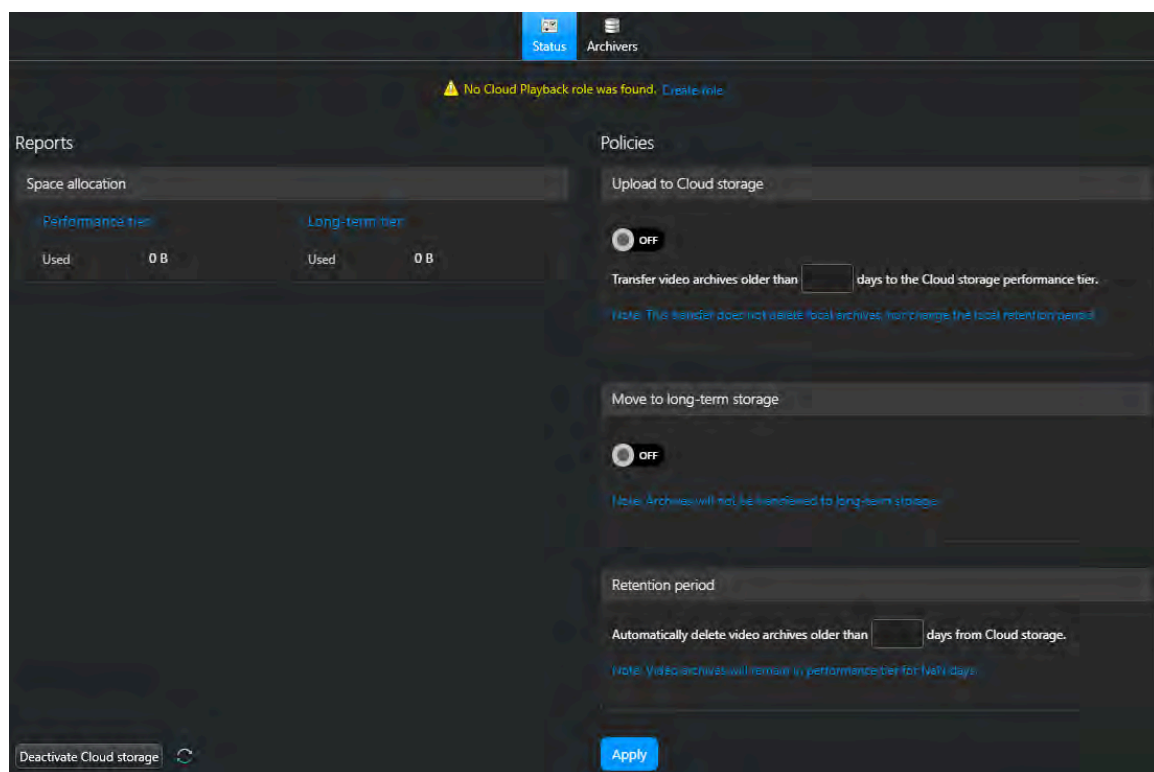 Status
Archivers
No Cloud Playback role was found. Create role
Reports
Space allocation
Performance tier
Long-term tier
Used 0 B
Used 0 B
Policies
Upload to Cloud storage
OFF
Transfer video archives older than days to the Cloud storage performance tier.
Note: This transfer does not delete local archives, nor change the local retention period.
Move to long-term storage
OFF
Note: Archives will not be transferred to long-term storage.
Retention period
Automatically delete video archives older than days from Cloud storage.
Note: Video archives will remain in performance tier for NaN days.
Deactivate Cloud storage
Apply